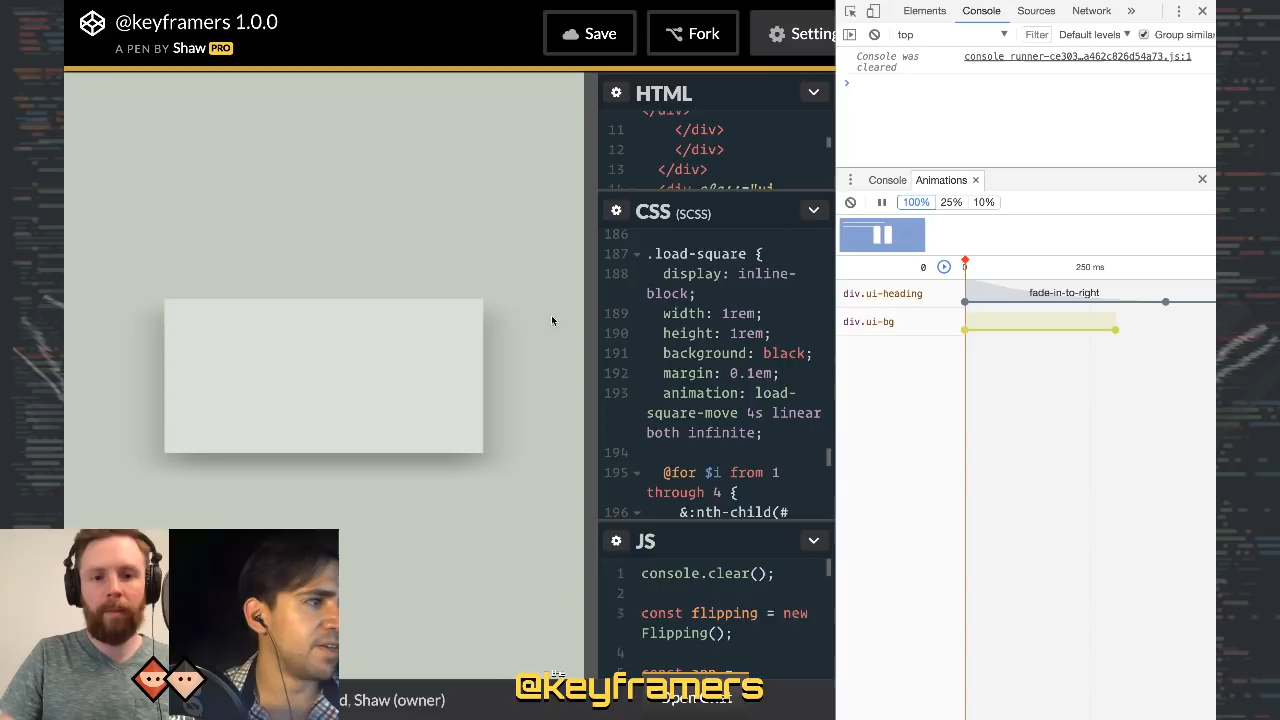 @keyframers 1.0.0
A PEN BY Shaw PRO
Save
Fork
Settin
HTML
</div>
11 </div>
12 </div>
13 </div>
CSS (SCSS)
186
187 .load-square {
188 display: inline-
block;
189 width: 1rem;
190 height: 1rem;
191 background: black;
192 margin: 0.1em;
193 animation: load-
square-move 4s linear
both infinite;
194
195 @for $i from 1
through 4 {
196 &:nth-child(#
JS
1 console.clear();
2
3 const flipping = new
Flipping();
4
d, Shaw (owner)
@keyframers
Elements Console Sources Network »
top Filter Default levels Group similar
Console was
cleared
console_runner-ce303…a462c826d54a73.js:1
Console Animations ×
100% 25% 10%
0 0 250 ms
div.ui-heading fade-in-to-right
div.ui-bg